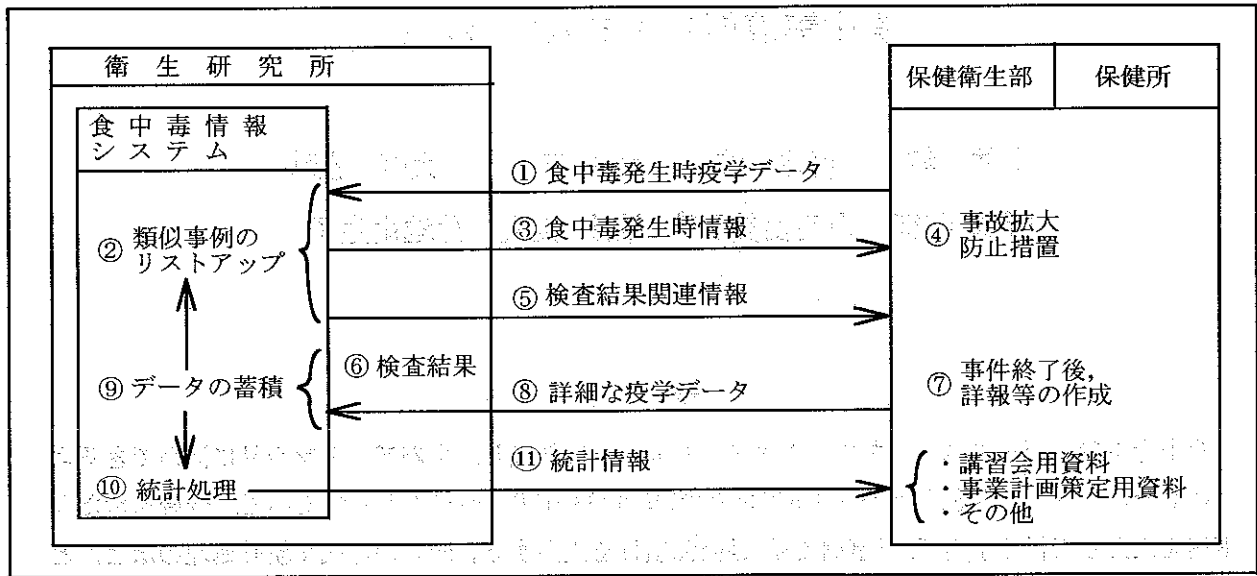 衛生研究所
保健衛生部
保健所
食中毒情報
システム
① 食中毒発生時疫学データ
② 類似事例の
リストアップ
③ 食中毒発生時情報
④ 事故拡大
防止措置
⑤ 検査結果関連情報
⑥ 検査結果
⑦ 事件終了後,
詳報等の作成
⑧ 詳細な疫学データ
⑨ データの蓄積
⑩ 統計処理
⑪ 統計情報
・講習会用資料
・事業計画策定用資料
・その他